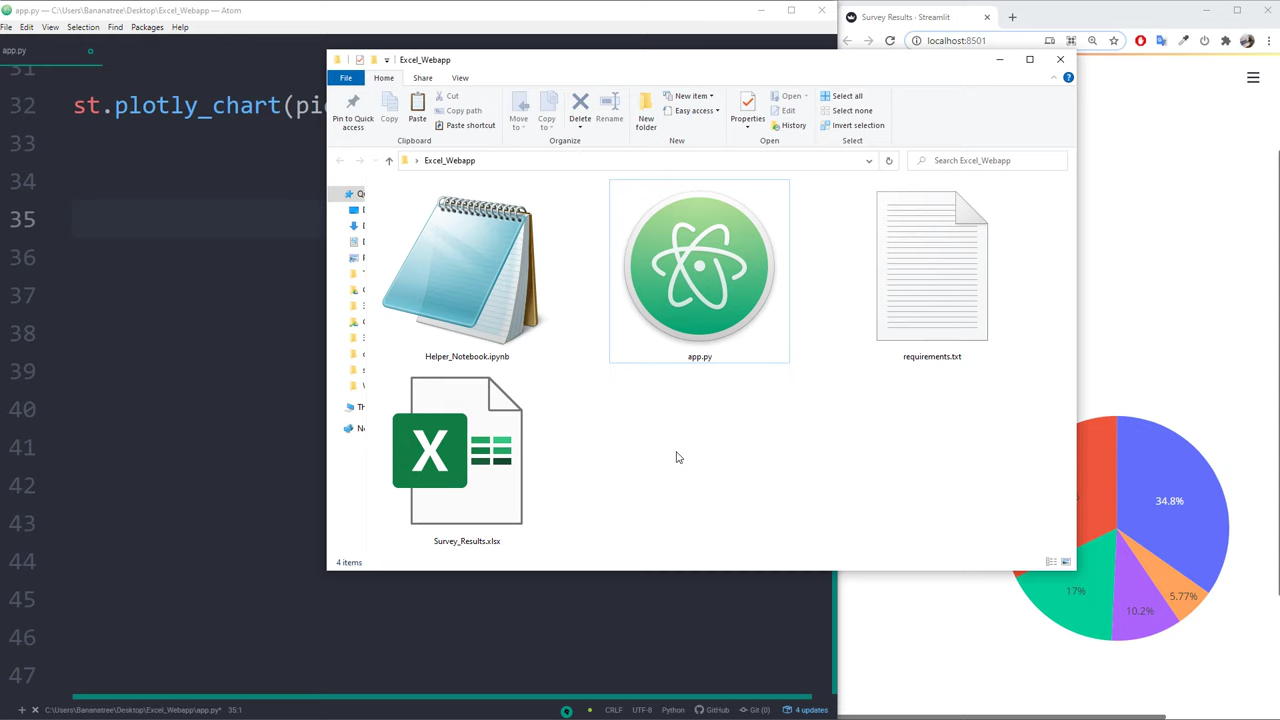 app.py — C:\Users\Bananatree\Desktop\Excel_Webapp — Atom
File Edit View Selection Find Packages Help
app.py
31
32 st.plotly_chart(pie
33
34
35
36
37
38
39
40
41
42
43
44
45
46
47
C:\Users\Bananatree\Desktop\Excel_Webapp\app.py* 35:1 CRLF UTF-8 Python GitHub Git (0) 4 updates
Excel_Webapp
File Home Share View
Pin to Quick access
Copy
Paste
Cut
Copy path
Paste shortcut
Clipboard
Move to
Copy to
Delete
Rename
Organize
New folder
New item
Easy access
New
Properties
Open
Edit
History
Open
Select all
Select none
Invert selection
Select
Excel_Webapp
Search Excel_Webapp
Helper_Notebook.ipynb
app.py
requirements.txt
Survey_Results.xlsx
4 items
Survey Results · Streamlit
localhost:8501
34.8%
5.77%
10.2%
17%